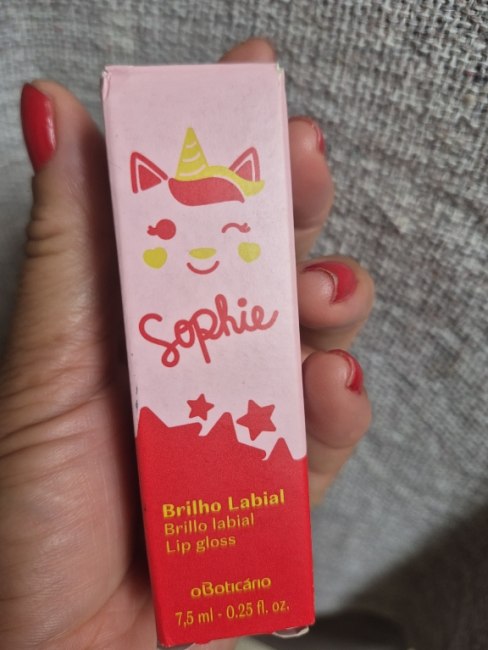 Sophie
Brilho Labial
Brillo labial
Lip gloss
oBoticário
7,5 ml - 0.25 fl. oz.